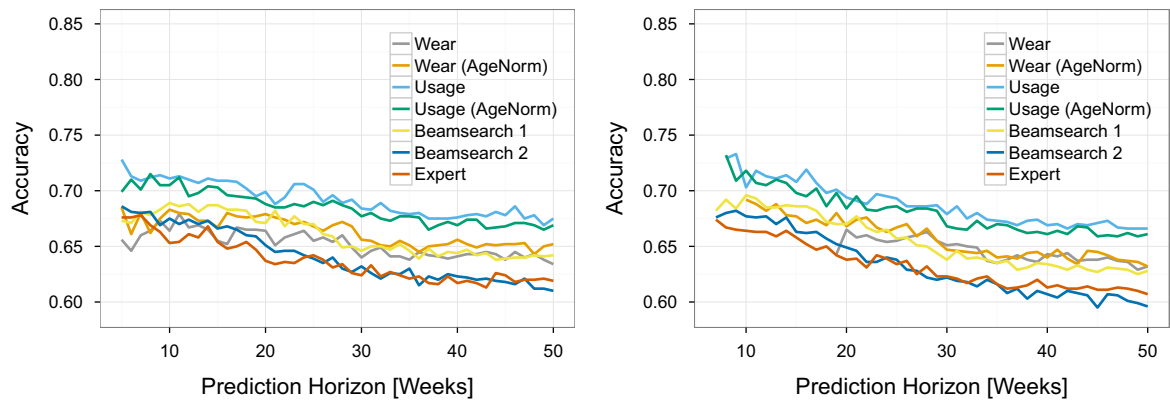 0.85
0.80
0.75
0.70
0.65
0.60
Accuracy
10
20
30
40
50
Prediction Horizon [Weeks]
Wear
Wear (AgeNorm)
Usage
Usage (AgeNorm)
Beamsearch 1
Beamsearch 2
Expert
0.85
0.80
0.75
0.70
0.65
0.60
Accuracy
10
20
30
40
50
Prediction Horizon [Weeks]
Wear
Wear (AgeNorm)
Usage
Usage (AgeNorm)
Beamsearch 1
Beamsearch 2
Expert